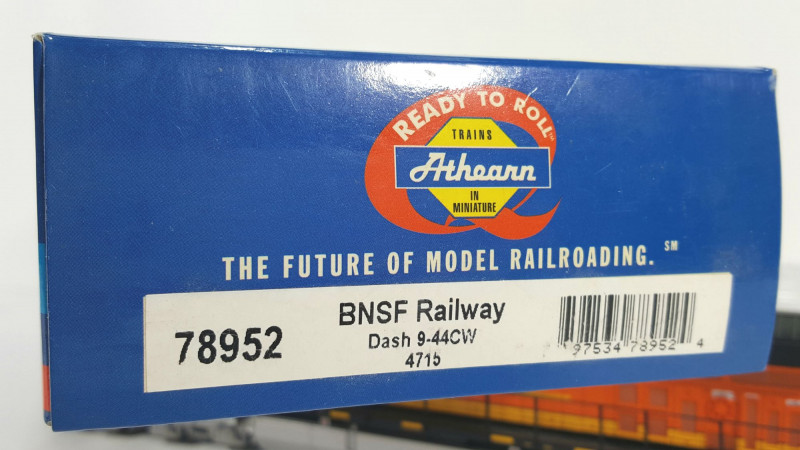 READY TO ROLL™
TRAINS
Athearn
IN
MINIATURE
THE FUTURE OF MODEL RAILROADING.℠
78952
BNSF Railway
Dash 9-44CW
4715
97534 78952 4